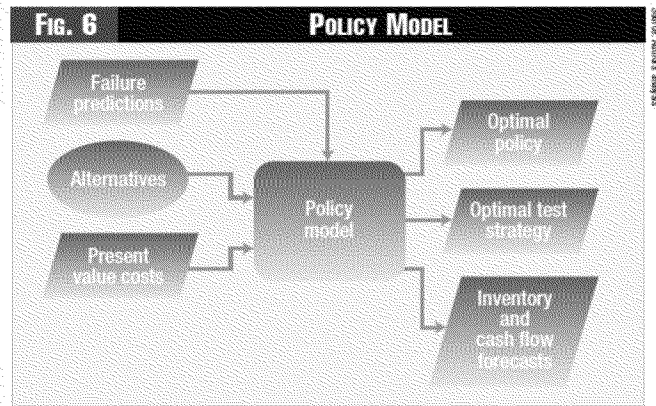 FIG. 6
POLICY MODEL
Failure
predictions
Alternatives
Present
value costs
Policy
model
Optimal
policy
Optimal test
strategy
Inventory
and
cash flow
forecasts